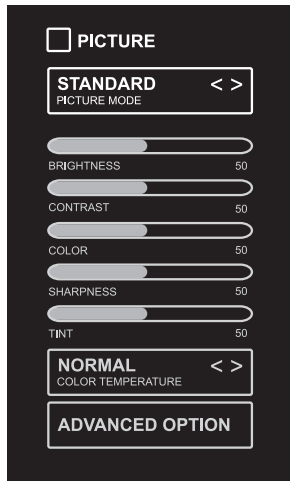 PICTURE
STANDARD < >
PICTURE MODE
BRIGHTNESS 50
CONTRAST 50
COLOR 50
SHARPNESS 50
TINT 50
NORMAL < >
COLOR TEMPERATURE
ADVANCED OPTION